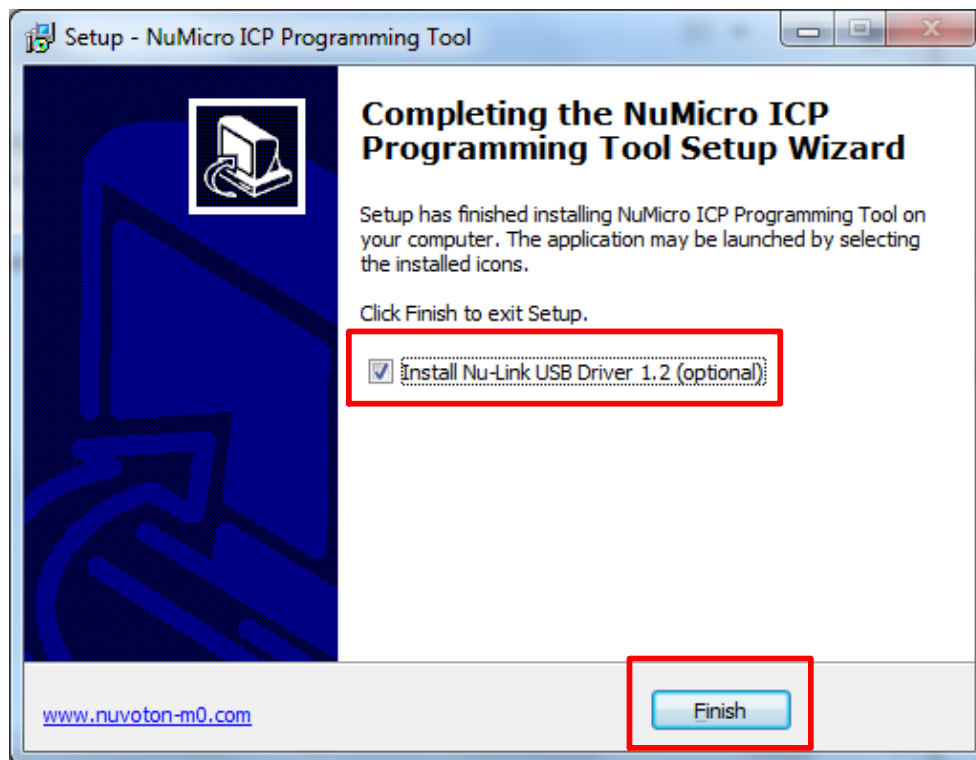 Setup - NuMicro ICP Programming Tool
Completing the NuMicro ICP
Programming Tool Setup Wizard
Setup has finished installing NuMicro ICP Programming Tool on
your computer. The application may be launched by selecting
the installed icons.
Click Finish to exit Setup.
Install Nu-Link USB Driver 1.2 (optional)
www.nuvoton-m0.com
Finish